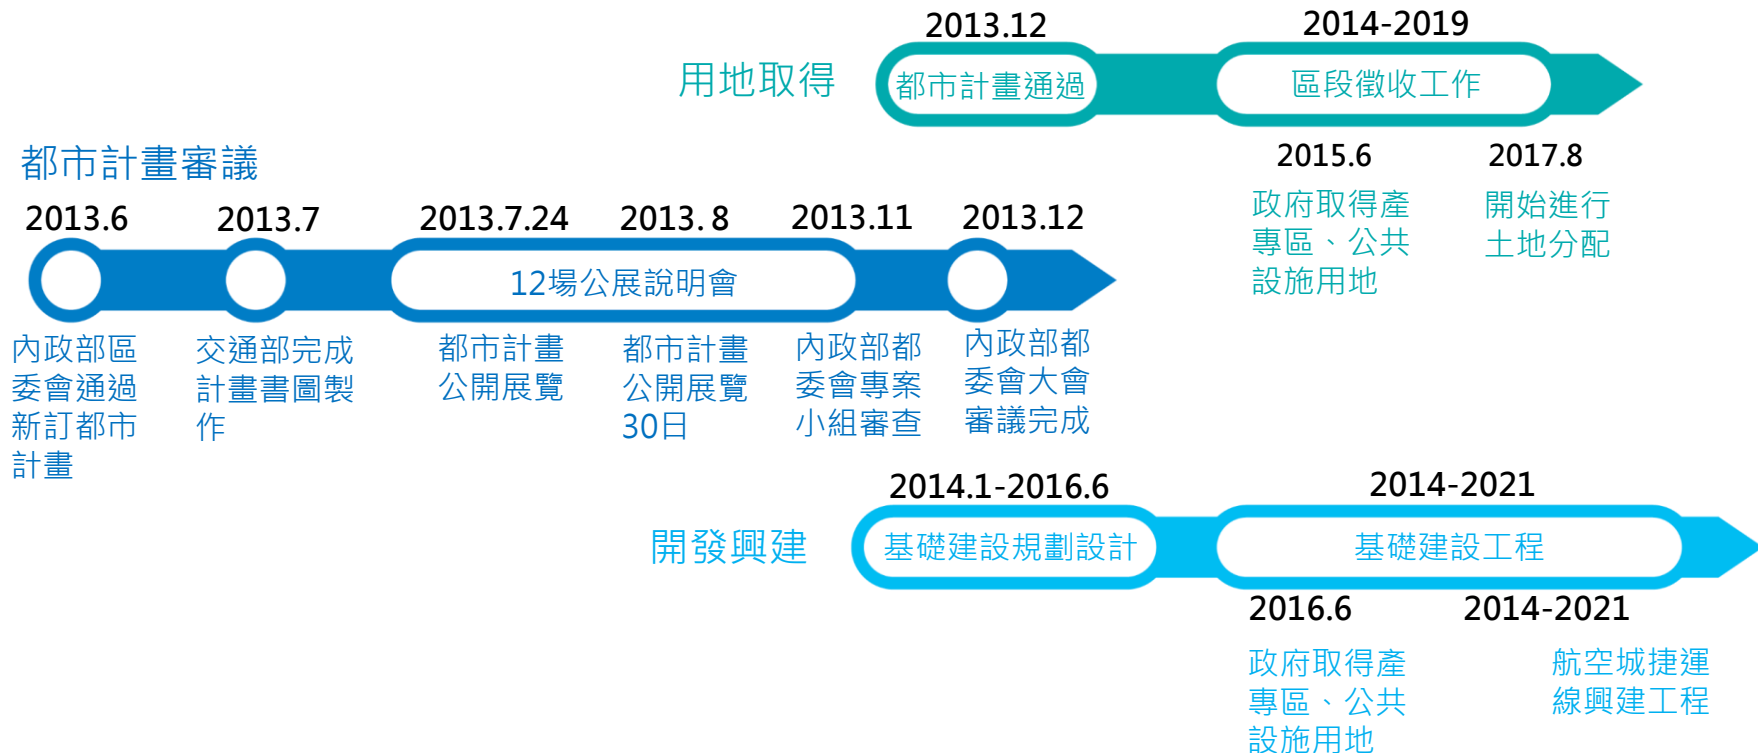 2013.12
2014-2019
用地取得
都市計畫通過
區段徵收工作
2015.6
2017.8
政府取得產
專區、公共
設施用地
開始進行
土地分配
都市計畫審議
2013.6
2013.7
2013.7.24
2013.8
2013.11
2013.12
12場公展說明會
內政部區
委會通過
新訂都市
計畫
交通部完成
計畫書圖製
作
都市計畫
公開展覽
都市計畫
公開展覽
30日
內政部都
委會專案
小組審查
內政部都
委會大會
審議完成
2014.1-2016.6
2014-2021
開發興建
基礎建設規劃設計
基礎建設工程
2016.6
2014-2021
政府取得產
專區、公共
設施用地
航空城捷運
線興建工程